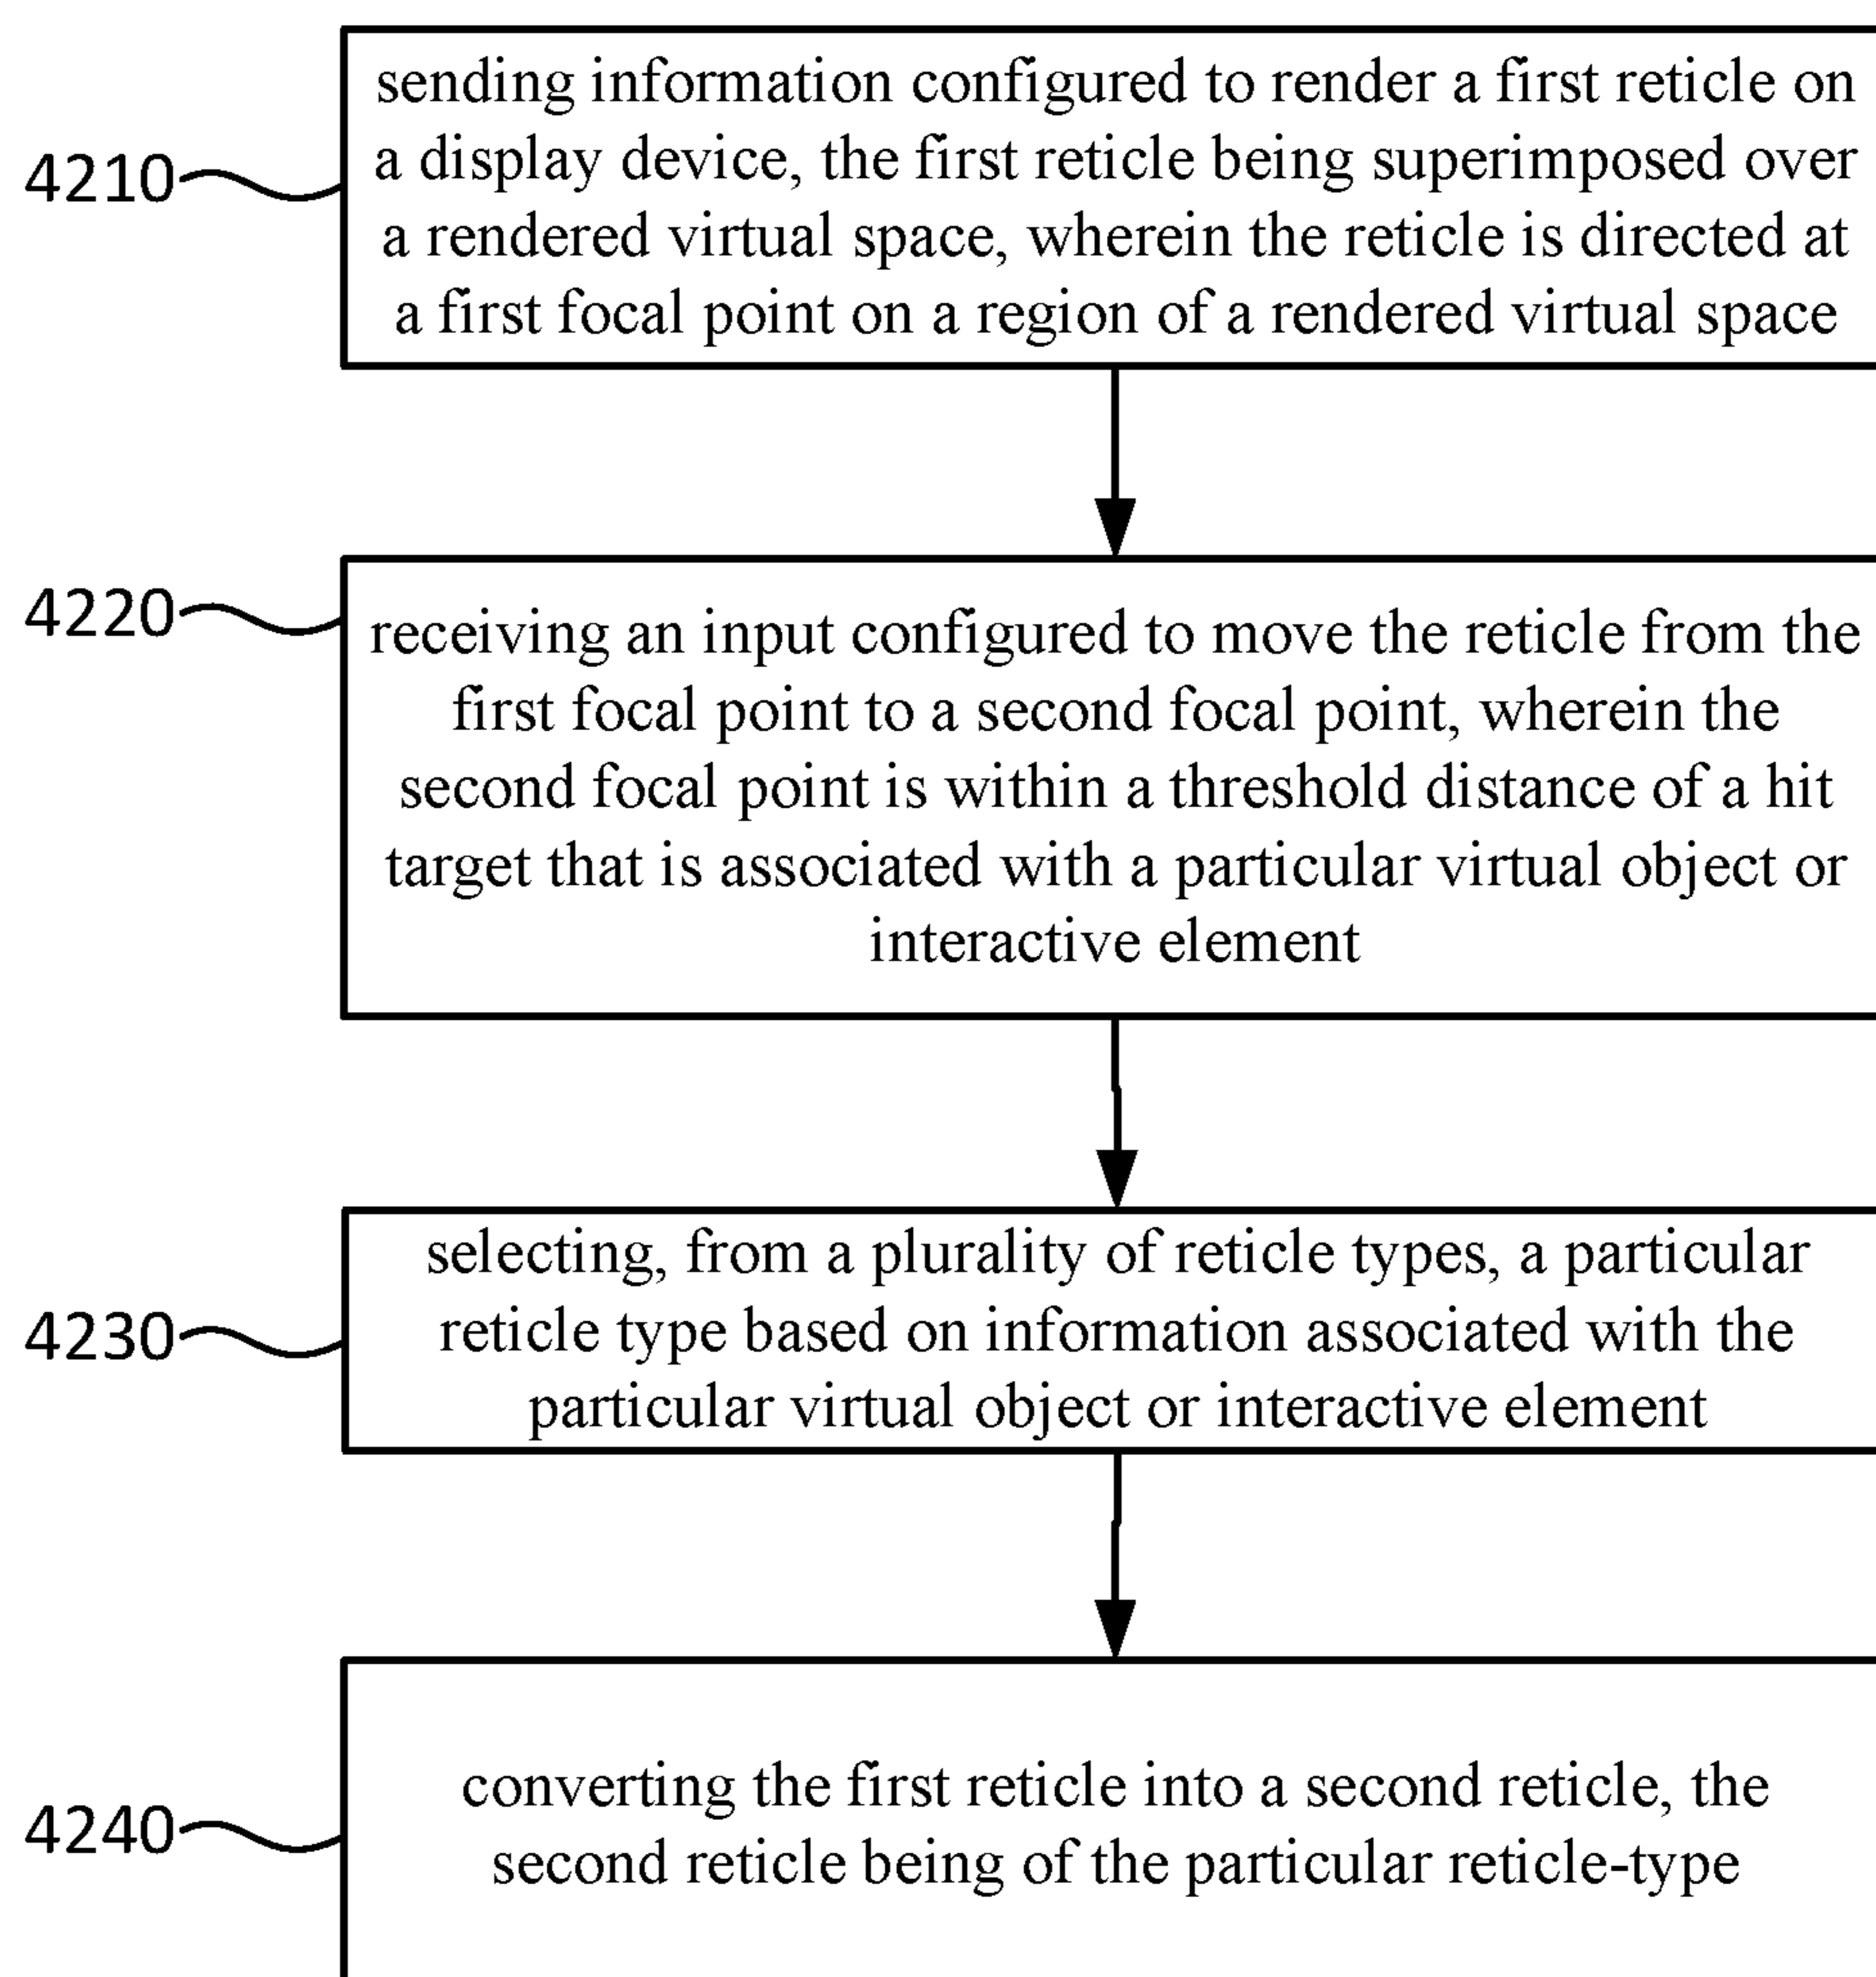 4210
sending information configured to render a first reticle on
a display device, the first reticle being superimposed over
a rendered virtual space, wherein the reticle is directed at
a first focal point on a region of a rendered virtual space
4220
receiving an input configured to move the reticle from the
first focal point to a second focal point, wherein the
second focal point is within a threshold distance of a hit
target that is associated with a particular virtual object or
interactive element
4230
selecting, from a plurality of reticle types, a particular
reticle type based on information associated with the
particular virtual object or interactive element
4240
converting the first reticle into a second reticle, the
second reticle being of the particular reticle-type